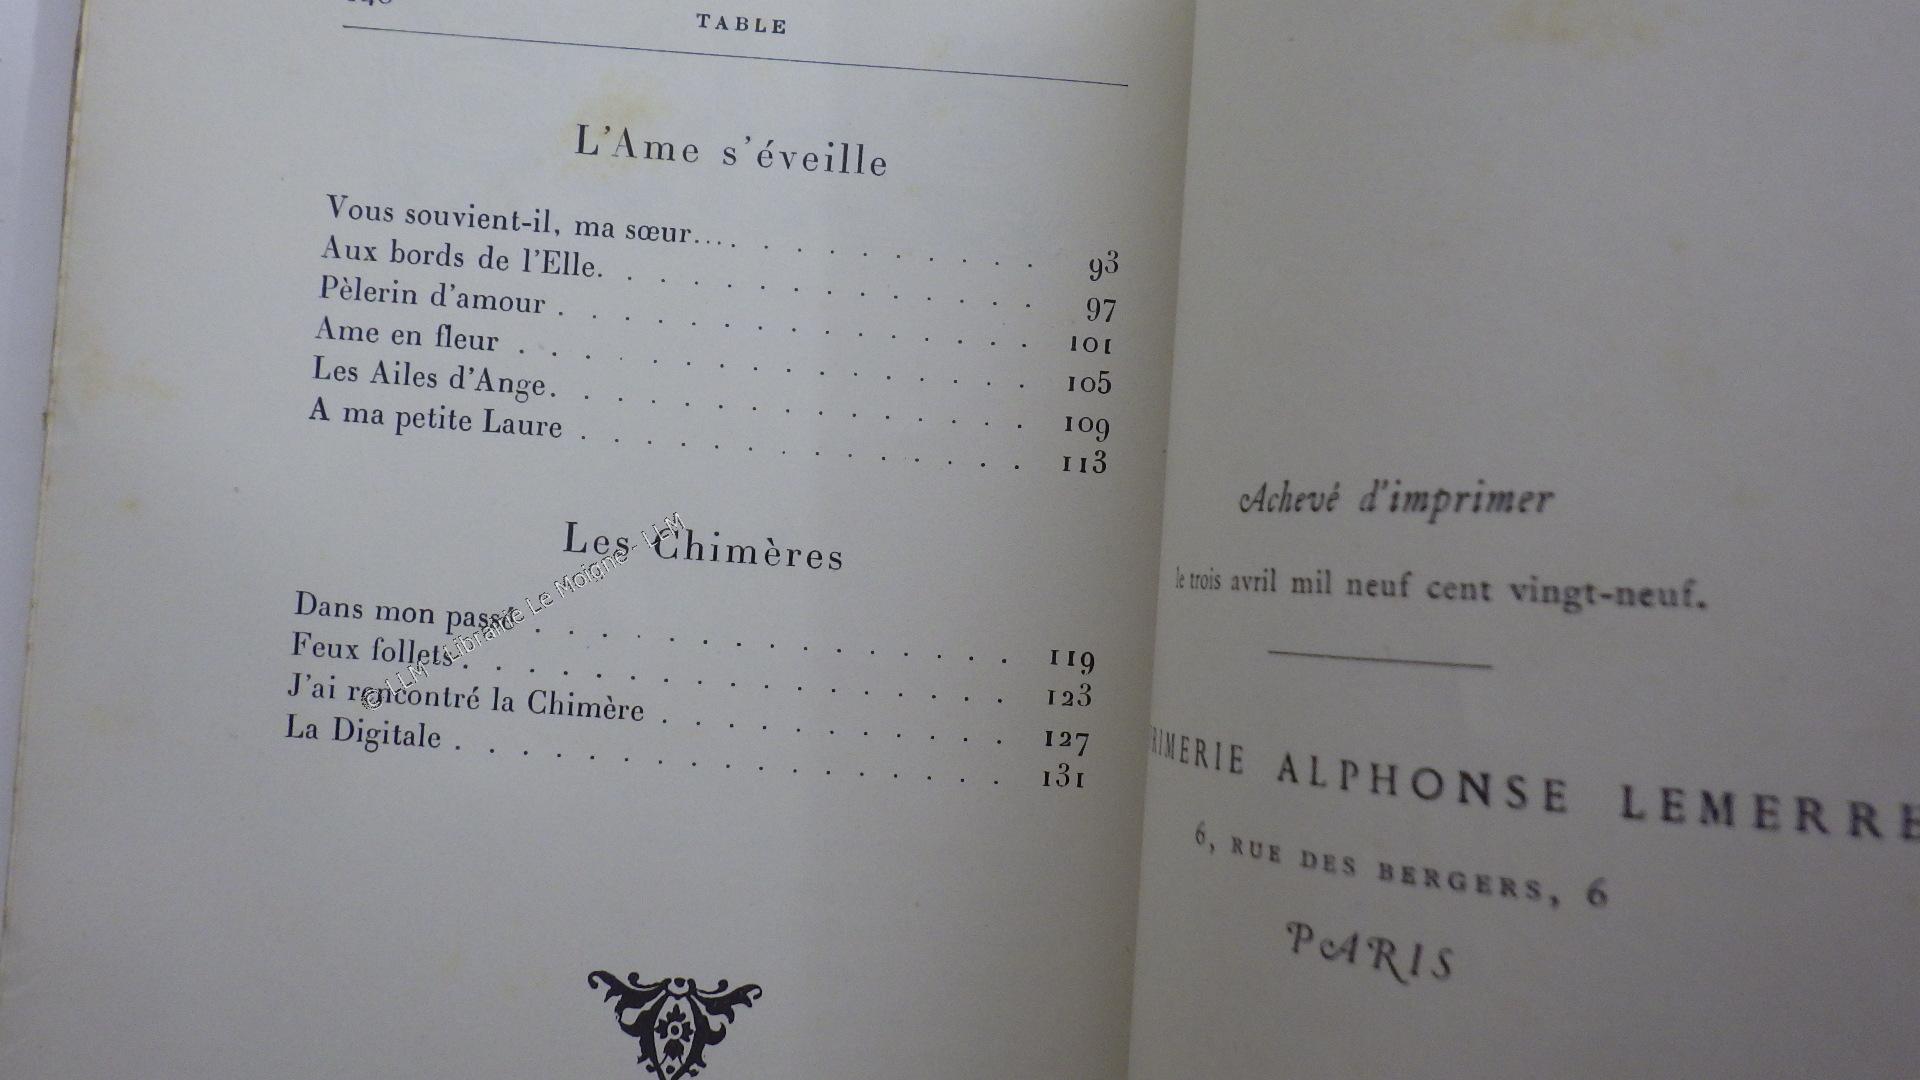 TABLE
L'Ame s'éveille
Vous souvient-il, ma sœur.... . . . . . . . . . 93
Aux bords de l'Elle. . . . . . . . . . . . . . 97
Pèlerin d'amour . . . . . . . . . . . . . . . 101
Ame en fleur . . . . . . . . . . . . . . . . 105
Les Ailes d'Ange. . . . . . . . . . . . . . . 109
A ma petite Laure . . . . . . . . . . . . . . 113
Les Chimères
Dans mon passé . . . . . . . . . . . . . . . 119
Feux follets. . . . . . . . . . . . . . . . . 123
J'ai rencontré la Chimère . . . . . . . . . . . 127
La Digitale . . . . . . . . . . . . . . . . . 131
© LLM - Librairie Le Moigne - LLM
Achevé d'imprimer
le trois avril mil neuf cent vingt-neuf.
RIMERIE ALPHONSE LEMERRE
6, RUE DES BERGERS, 6
PARIS